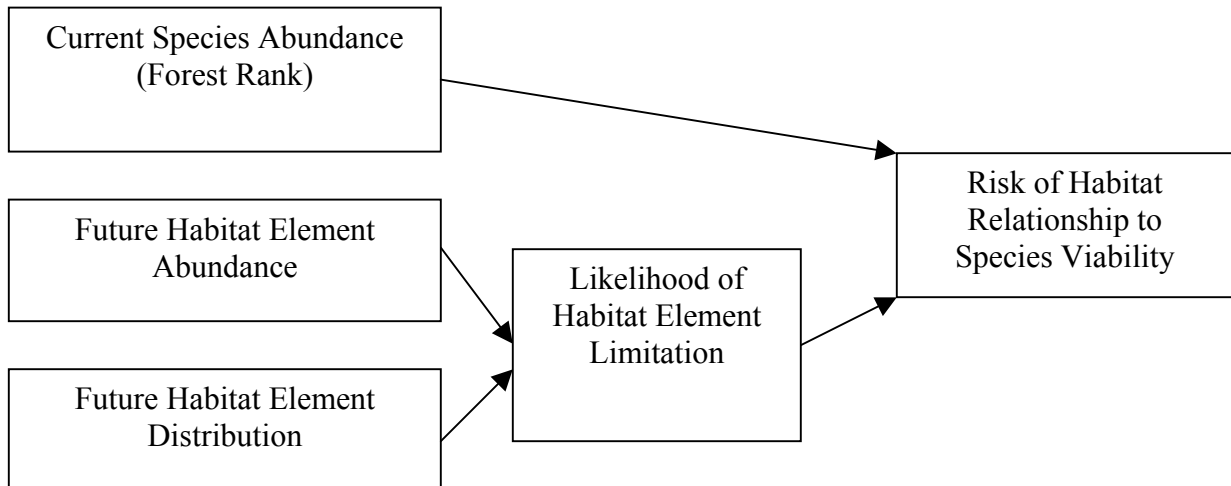 Current Species Abundance
(Forest Rank)
Future Habitat Element
Abundance
Future Habitat Element
Distribution
Likelihood of
Habitat Element
Limitation
Risk of Habitat
Relationship to
Species Viability